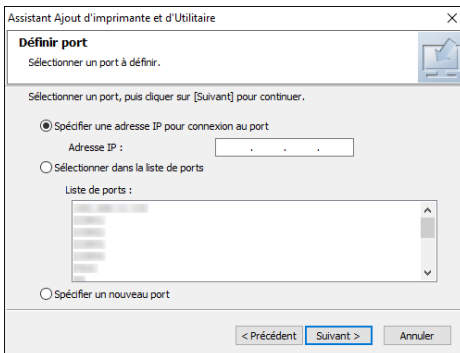 Assistant Ajout d'imprimante et d'Utilitaire
Définir port
Sélectionner un port à définir.
Sélectionner un port, puis cliquer sur [Suivant] pour continuer.
Spécifier une adresse IP pour connexion au port
Adresse IP :
Sélectionner dans la liste de ports
Liste de ports :
Spécifier un nouveau port
< Précédent Suivant > Annuler